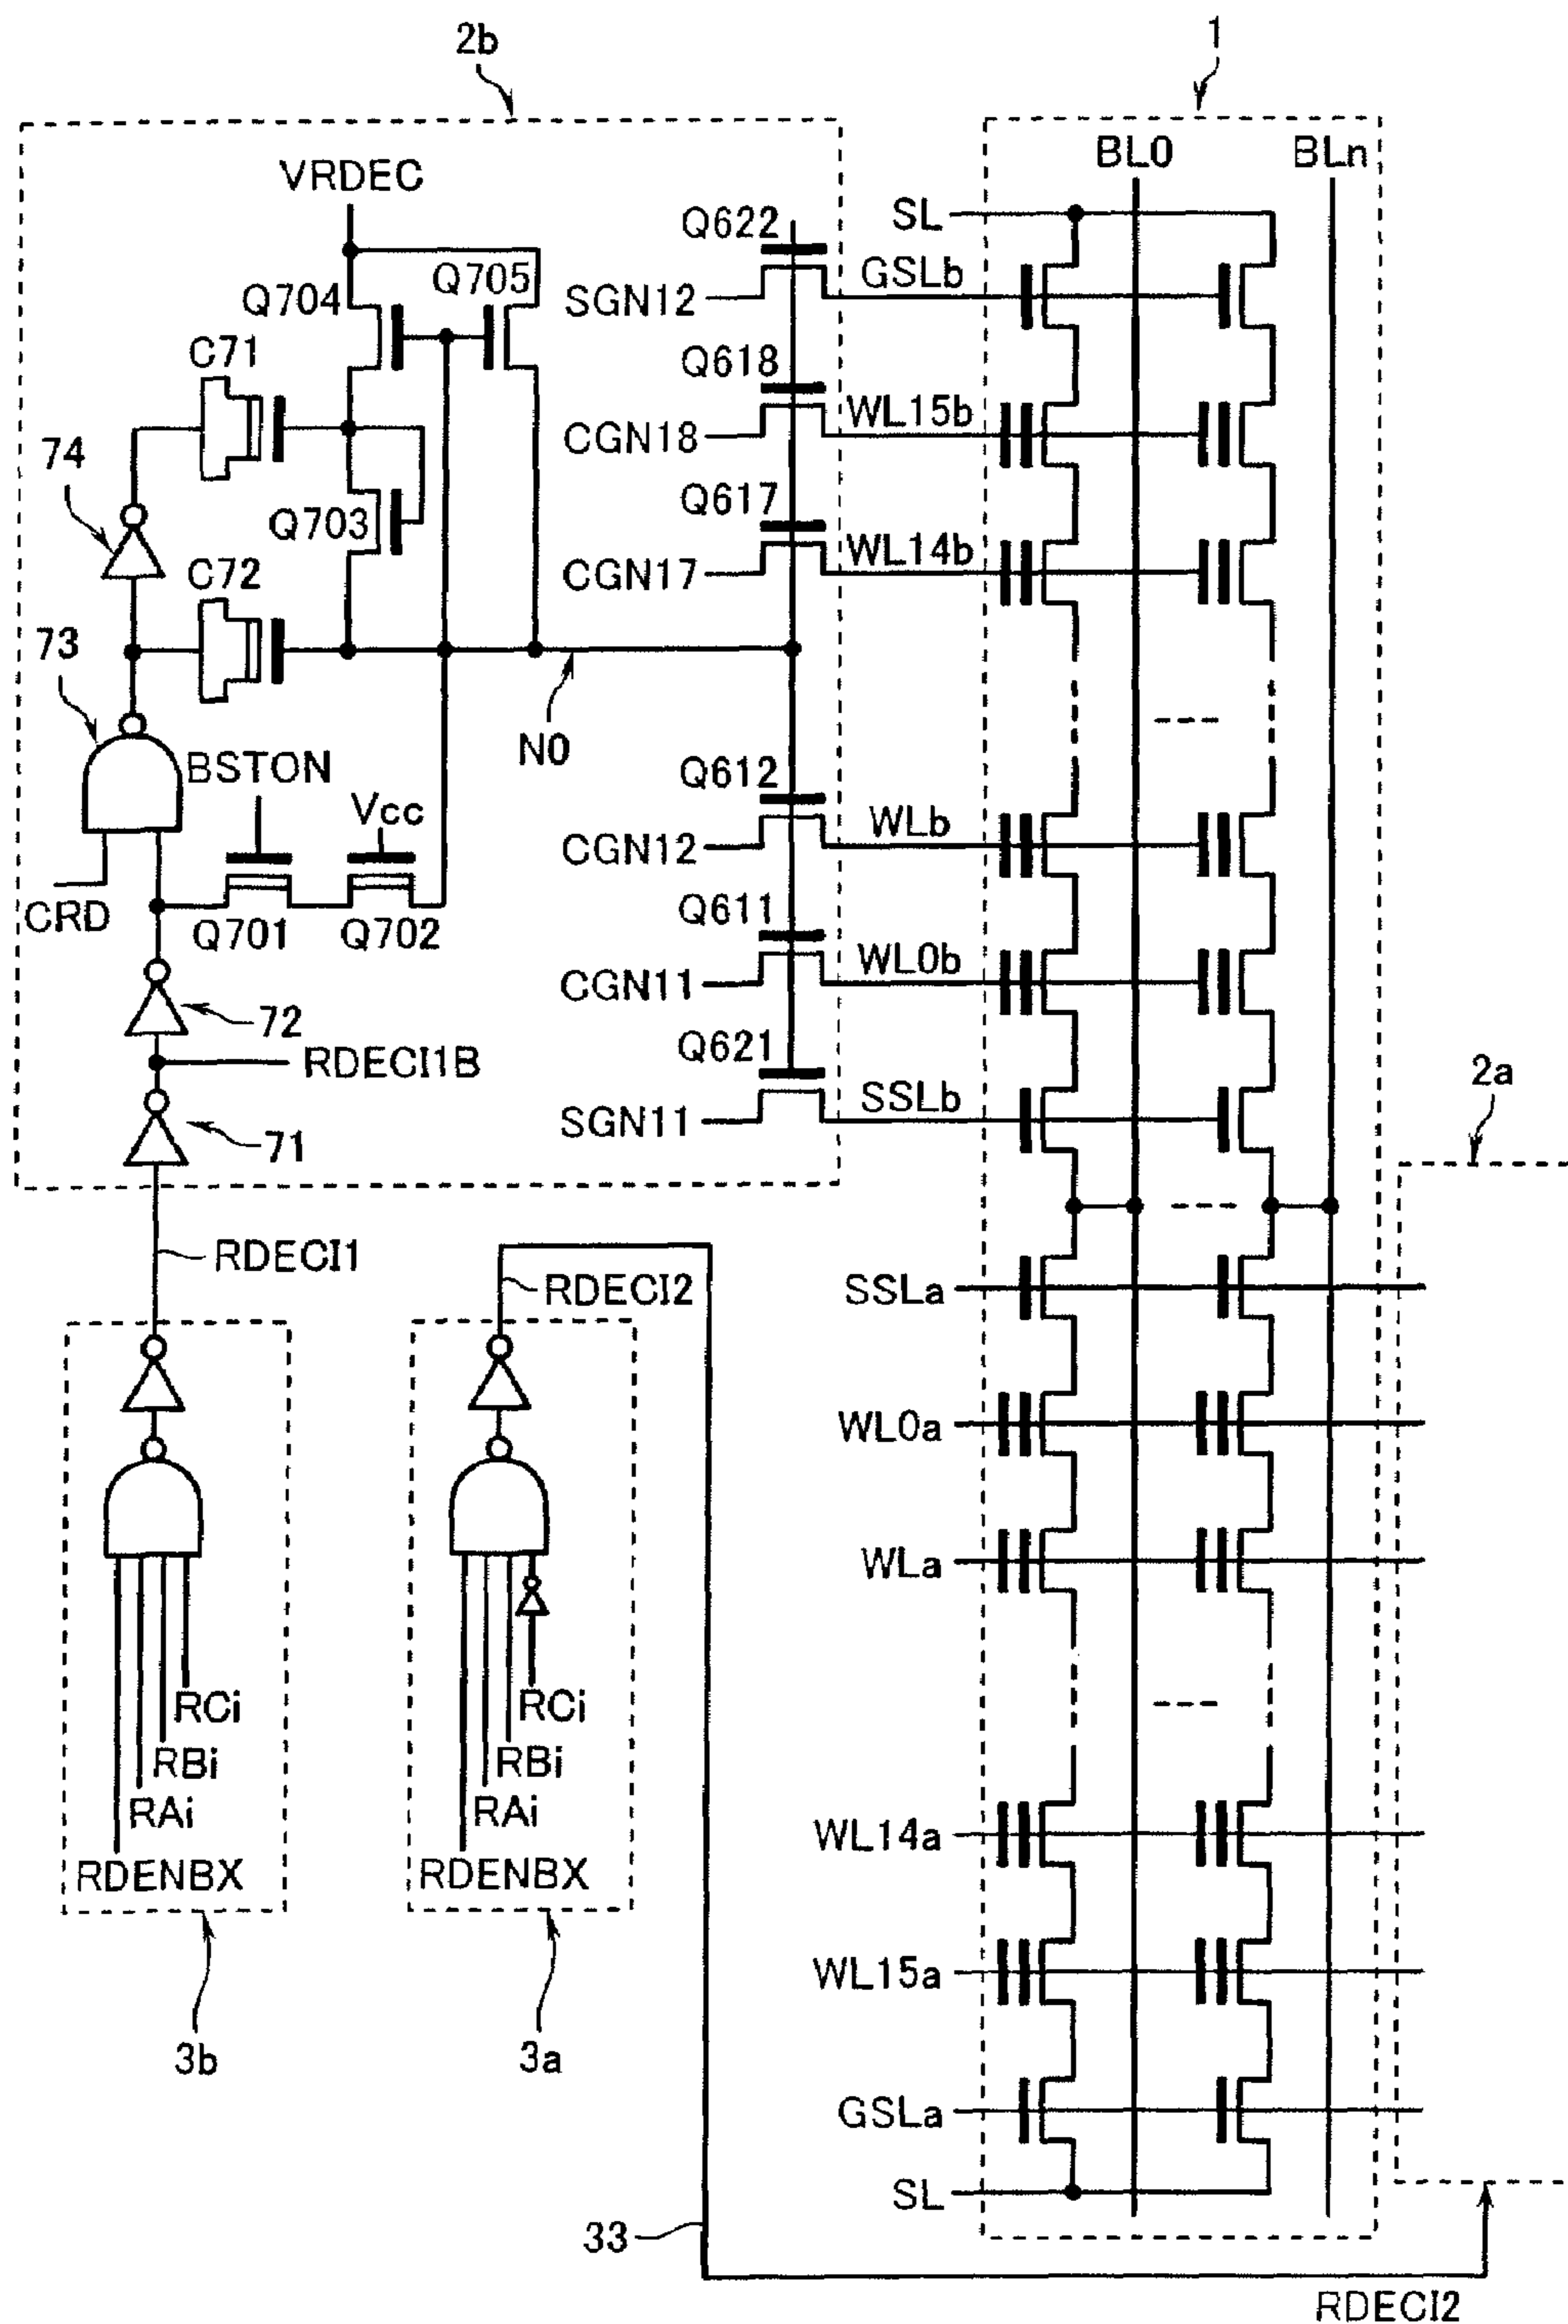 2b
1
BL0
BLn
VRDEC
Q622
SL
Q704
Q705
SGN12
GSLb
C71
Q618
WL15b
CGN18
74
Q703
Q617
WL14b
C72
CGN17
73
BSTON
N0
Vcc
Q612
WLb
CGN12
CRD
Q701
Q702
Q611
WL0b
CGN11
72
RDECI1B
Q621
2a
SSLb
SGN11
71
RDECI1
RDECI2
SSLa
WL0a
WLa
RCi
RCi
RBi
RBi
RAi
RAi
WL14a
RDENBX
RDENBX
WL15a
3b
3a
GSLa
SL
33
RDECI2